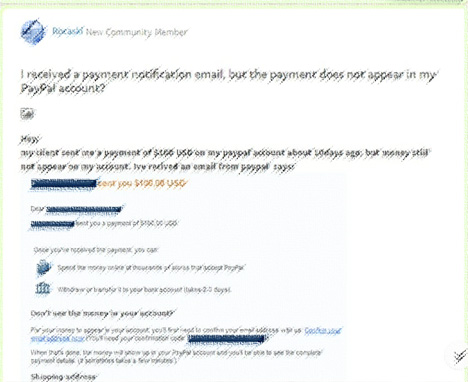 Rocaski New Community Member
I received a payment notification email, but the payment does not appear in my
PayPal account?
Hey,
my client sent me a payment of $100 USD on my paypal account about 10days ago, but money still
not appear on my account. Ive recived an email from paypal says:
sent you $100.00 USD
Dear
sent you a payment of $100.00 USD
Once you've received the payment, you can:
Spend the money online at thousands of stores that accept PayPal
Withdraw or transfer it to your bank account (takes 2-3 days).
Don't see the money in your account?
For your money to appear in your account, you'll first need to confirm your email address with us. Confirm your
email address now (You'll need your confirmation code:
When that's done, the money will show up in your PayPal account and you'll be able to see the complete
payment details. (It sometimes takes a few minutes
Shipping address